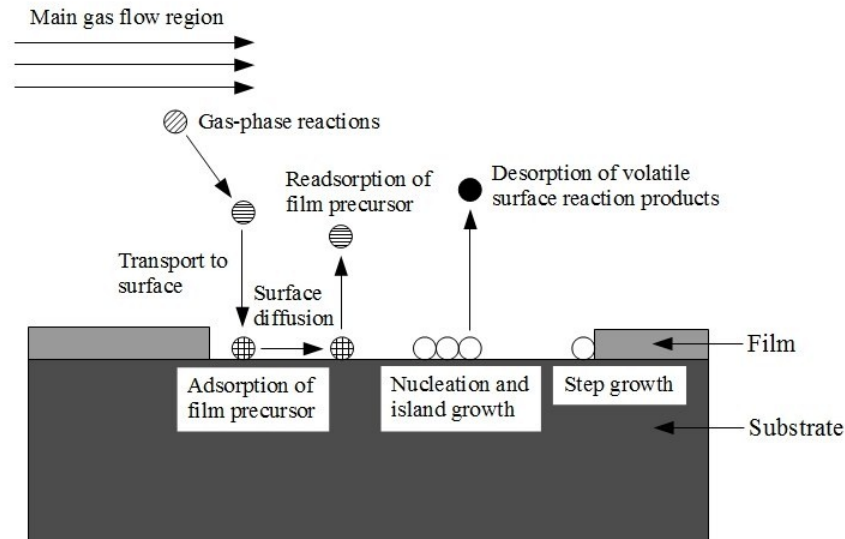 Main gas flow region
Gas-phase reactions
Readsorption of
film precursor
Desorption of volatile
surface reaction products
Transport to
surface
Surface
diffusion
Film
Adsorption of
film precursor
Nucleation and
island growth
Step growth
Substrate